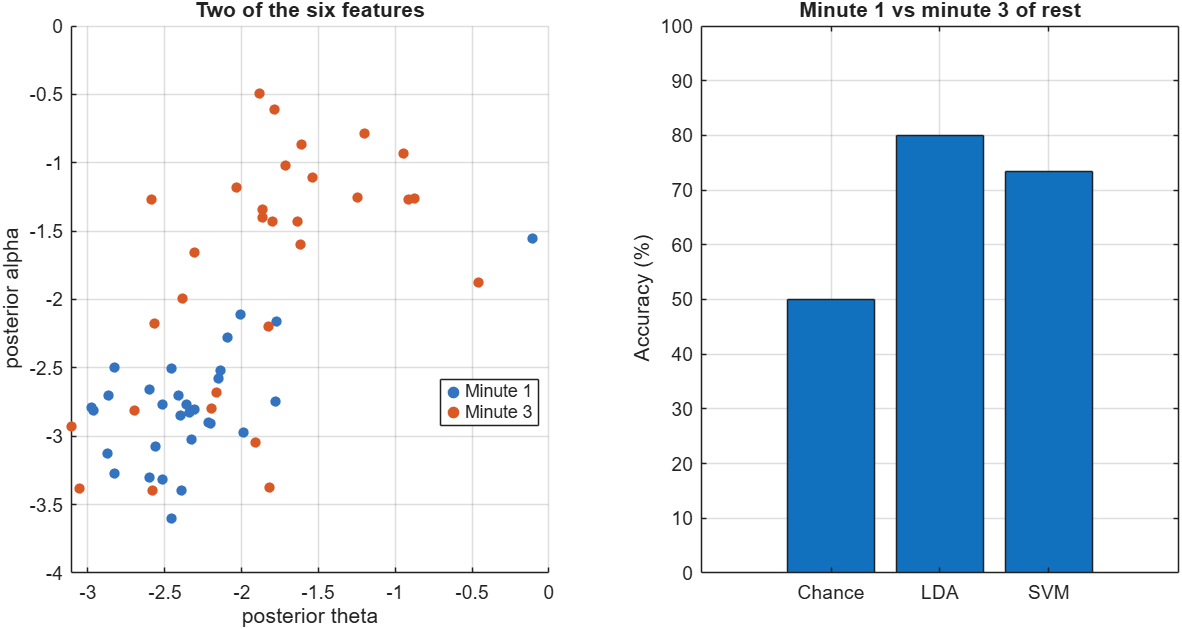 Two of the six features
0
-0.5
-1
-1.5
-2
-2.5
-3
-3.5
-4
posterior alpha
-3
-2.5
-2
-1.5
-1
-0.5
0
posterior theta
Minute 1
Minute 3
Minute 1 vs minute 3 of rest
100
90
80
70
60
50
40
30
20
10
0
Accuracy (%)
Chance
LDA
SVM